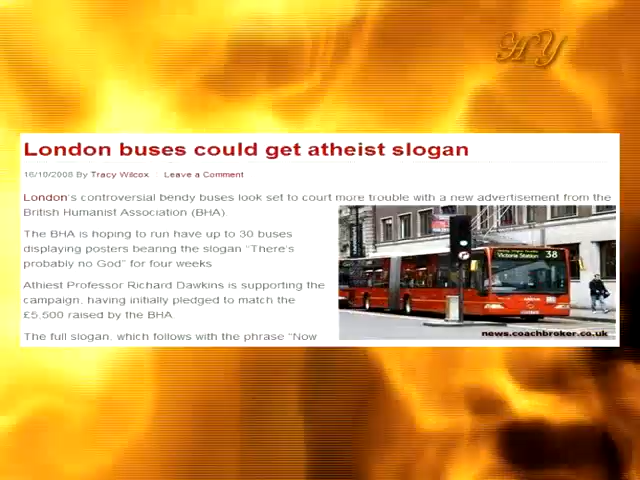 HY
London buses could get atheist slogan
16/10/2008 By Tracy Wilcox Leave a Comment
London's controversial bendy buses look set to court more trouble with a new advertisement from the
British Humanist Association (BHA).
The BHA is hoping to run have up to 30 buses
displaying posters bearing the slogan "There's
probably no God" for four weeks
Athiest Professor Richard Dawkins is supporting the
campaign, having initially pledged to match the
£5,500 raised by the BHA.
The full slogan, which follows with the phrase "Now
Victoria Station 38
news.coachbroker.co.uk